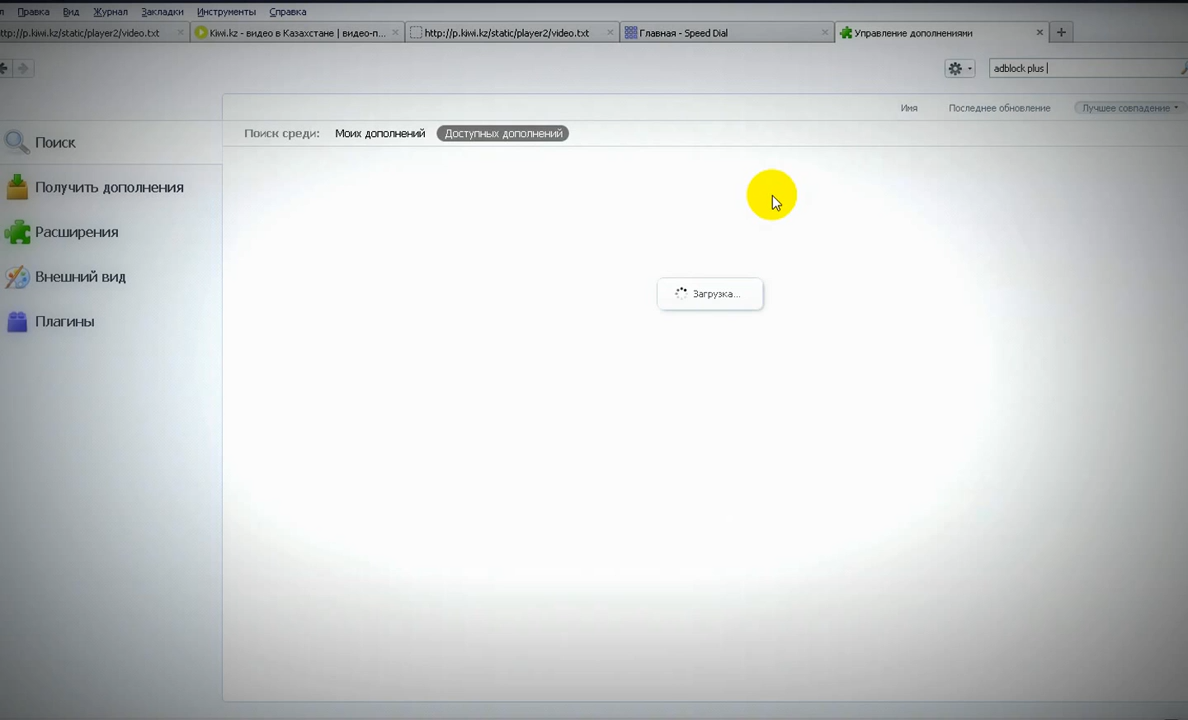 Правка Вид Журнал Закладки Инструменты Справка
http://p.kiwi.kz/static/player2/video.txt
Kiwi.kz - видео в Казахстане | видео-п...
http://p.kiwi.kz/static/player2/video.txt
Главная - Speed Dial
Управление дополнениями
adblock plus
Имя Последнее обновление Лучшее совпадение
Поиск среди: Моих дополнений Доступных дополнений
Поиск
Получить дополнения
Расширения
Внешний вид
Плагины
Загрузка...